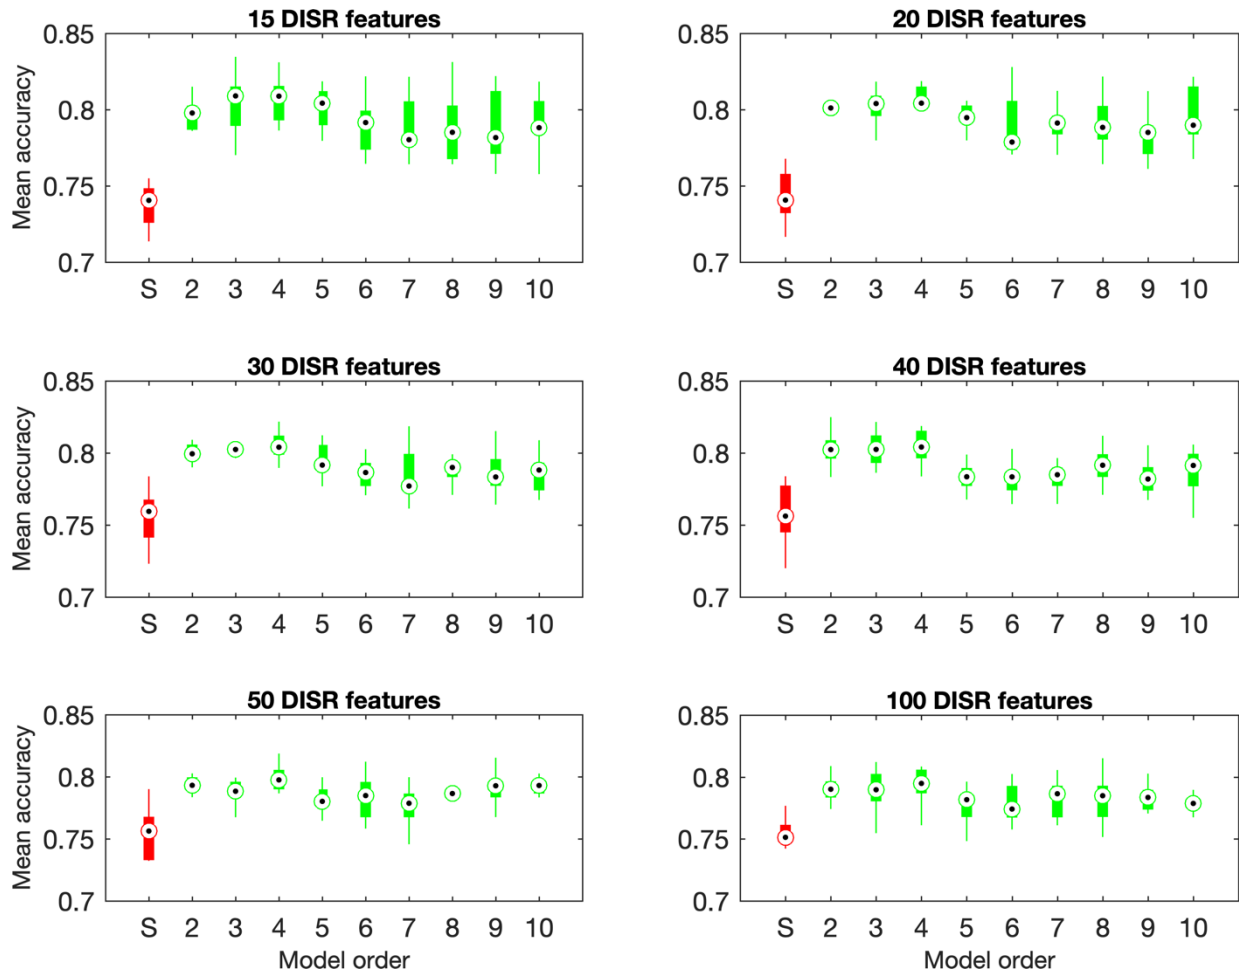 15 DISR features
Mean accuracy
0.85
0.8
0.75
0.7
S 2 3 4 5 6 7 8 9 10
20 DISR features
0.85
0.8
0.75
0.7
S 2 3 4 5 6 7 8 9 10
30 DISR features
Mean accuracy
0.85
0.8
0.75
0.7
S 2 3 4 5 6 7 8 9 10
40 DISR features
0.85
0.8
0.75
0.7
S 2 3 4 5 6 7 8 9 10
50 DISR features
Mean accuracy
0.85
0.8
0.75
0.7
S 2 3 4 5 6 7 8 9 10
Model order
100 DISR features
0.85
0.8
0.75
0.7
S 2 3 4 5 6 7 8 9 10
Model order